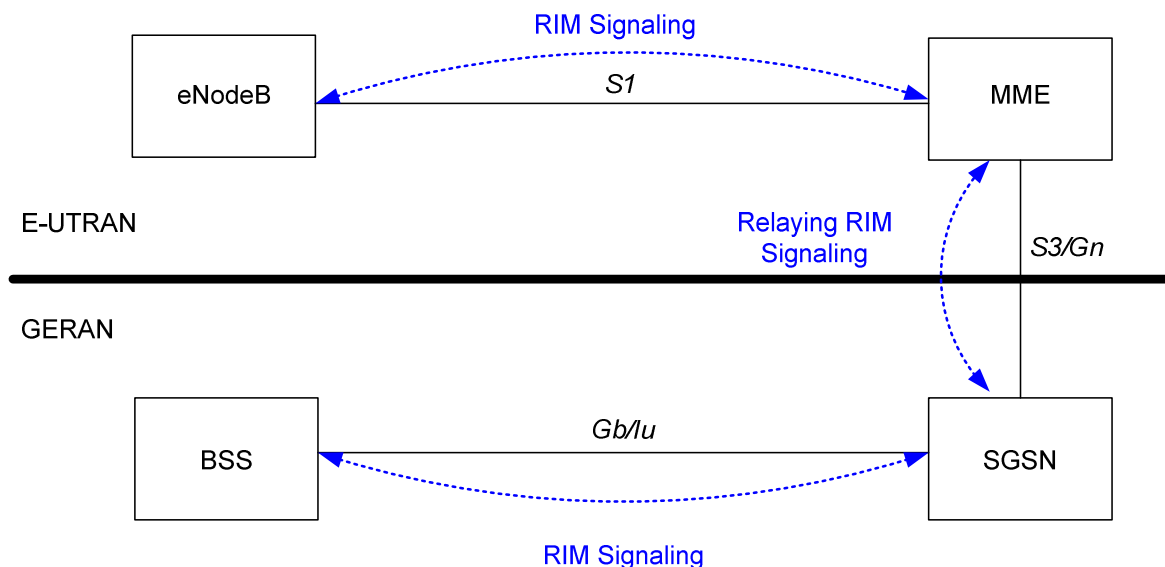 RIM Signaling
eNodeB
S1
MME
E-UTRAN
Relaying RIM
Signaling
S3/Gn
GERAN
BSS
Gb/Iu
SGSN
RIM Signaling